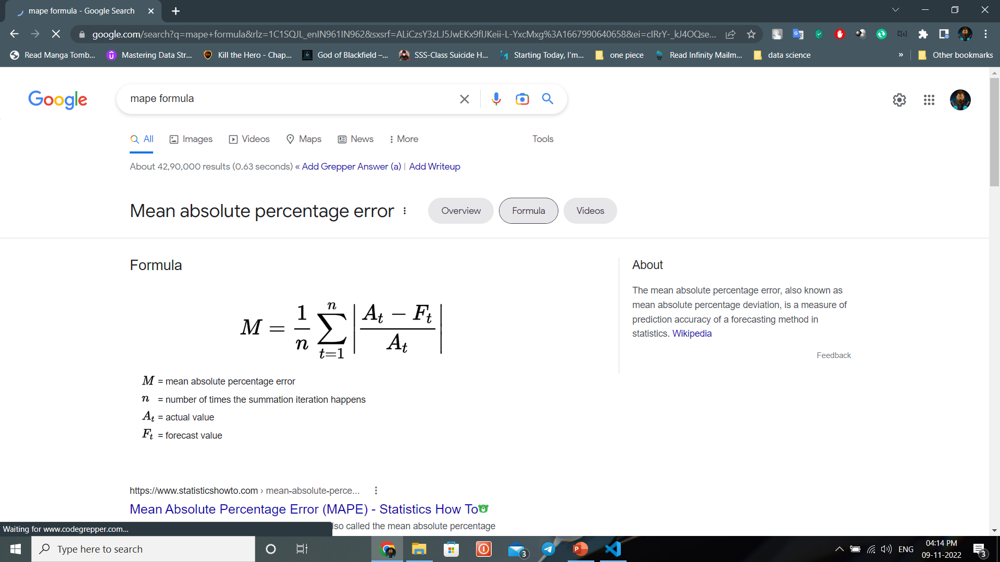 mape formula - Google Search
google.com/search?q=mape+formula&rlz=1C1SQJL_enIN961IN962&sxsrf=ALiCzsY3zLJ5JwEKx9fIJKeii-L-YxcMxg%3A1667990640658&ei=cIRrY-_kJ4OQse...
Read Manga Tomb... Mastering Data Str... Kill the Hero - Chap... God of Blackfield –... SSS-Class Suicide H... Starting Today, I'm... one piece Read Infinity Mailm... data science » Other bookmarks
Google
mape formula
All Images Videos Maps News More Tools
About 42,90,000 results (0.63 seconds) « Add Grepper Answer (a) | Add Writeup
Mean absolute percentage error Overview Formula Videos
Formula
M = 1/n ∑ t=1 n | (A_t − F_t) / A_t |
M = mean absolute percentage error
n = number of times the summation iteration happens
A_t = actual value
F_t = forecast value
About
The mean absolute percentage error, also known as
mean absolute percentage deviation, is a measure of
prediction accuracy of a forecasting method in
statistics. Wikipedia
Feedback
https://www.statisticshowto.com › mean-absolute-perce...
Mean Absolute Percentage Error (MAPE) - Statistics How To
lso called the mean absolute percentage
Waiting for www.codegrepper.com...
Type here to search
3
ENG
04:14 PM
09-11-2022
3